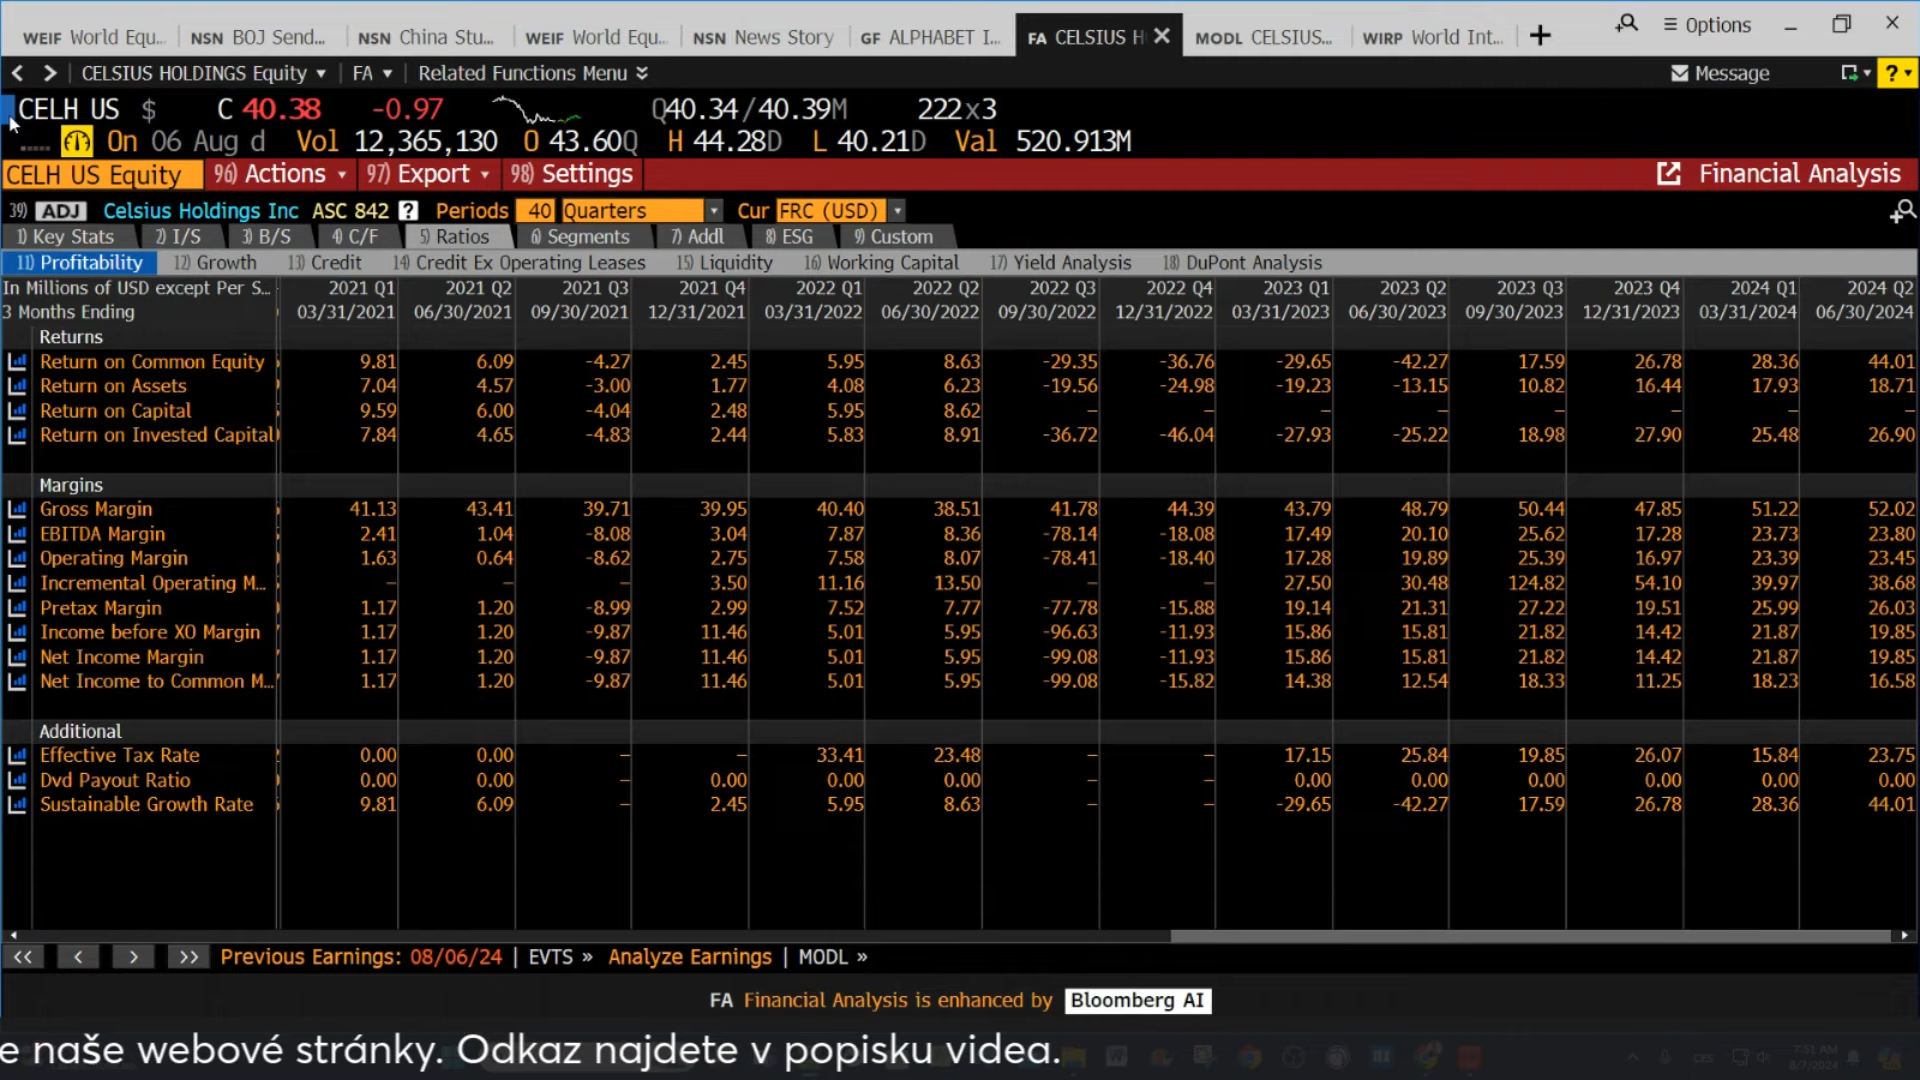 WEIF World Equ... NSN BOJ Send... NSN China Stu... WEIF World Equ... NSN News Story GF ALPHABET I... FA CELSIUS H MODL CELSIUS... WIRP World Int... Options
CELSIUS HOLDINGS Equity FA Related Functions Menu Message ?
CELH US $ C 40.38 -0.97 Q40.34/40.39M 222x3
On 06 Aug d Vol 12,365,130 O 43.60Q H 44.28D L 40.21D Val 520.913M
CELH US Equity 96) Actions 97) Export 98) Settings Financial Analysis
39) ADJ Celsius Holdings Inc ASC 842 ? Periods 40 Quarters Cur FRC (USD)
1) Key Stats 2) I/S 3) B/S 4) C/F 5) Ratios 6) Segments 7) Addl 8) ESG 9) Custom
11) Profitability 12) Growth 13) Credit 14) Credit Ex Operating Leases 15) Liquidity 16) Working Capital 17) Yield Analysis 18) DuPont Analysis
In Millions of USD except Per S... 2021 Q1 2021 Q2 2021 Q3 2021 Q4 2022 Q1 2022 Q2 2022 Q3 2022 Q4 2023 Q1 2023 Q2 2023 Q3 2023 Q4 2024 Q1 2024 Q2
3 Months Ending 03/31/2021 06/30/2021 09/30/2021 12/31/2021 03/31/2022 06/30/2022 09/30/2022 12/31/2022 03/31/2023 06/30/2023 09/30/2023 12/31/2023 03/31/2024 06/30/2024
Returns
Return on Common Equity 9.81 6.09 -4.27 2.45 5.95 8.63 -29.35 -36.76 -29.65 -42.27 17.59 26.78 28.36 44.01
Return on Assets 7.04 4.57 -3.00 1.77 4.08 6.23 -19.56 -24.98 -19.23 -13.15 10.82 16.44 17.93 18.71
Return on Capital 9.59 6.00 -4.04 2.48 5.95 8.62 – – – – – – – –
Return on Invested Capital 7.84 4.65 -4.83 2.44 5.83 8.91 -36.72 -46.04 -27.93 -25.22 18.98 27.90 25.48 26.90
Margins
Gross Margin 41.13 43.41 39.71 39.95 40.40 38.51 41.78 44.39 43.79 48.79 50.44 47.85 51.22 52.02
EBITDA Margin 2.41 1.04 -8.08 3.04 7.87 8.36 -78.14 -18.08 17.49 20.10 25.62 17.28 23.73 23.80
Operating Margin 1.63 0.64 -8.62 2.75 7.58 8.07 -78.41 -18.40 17.28 19.89 25.39 16.97 23.39 23.45
Incremental Operating M... – – – 3.50 11.16 13.50 – – 27.50 30.48 124.82 54.10 39.97 38.68
Pretax Margin 1.17 1.20 -8.99 2.99 7.52 7.77 -77.78 -15.88 19.14 21.31 27.22 19.51 25.99 26.03
Income before XO Margin 1.17 1.20 -9.87 11.46 5.01 5.95 -96.63 -11.93 15.86 15.81 21.82 14.42 21.87 19.85
Net Income Margin 1.17 1.20 -9.87 11.46 5.01 5.95 -99.08 -11.93 15.86 15.81 21.82 14.42 21.87 19.85
Net Income to Common M... 1.17 1.20 -9.87 11.46 5.01 5.95 -99.08 -15.82 14.38 12.54 18.33 11.25 18.23 16.58
Additional
Effective Tax Rate 0.00 0.00 – – 33.41 23.48 – – 17.15 25.84 19.85 26.07 15.84 23.75
Dvd Payout Ratio 0.00 0.00 – 0.00 0.00 0.00 – – 0.00 0.00 0.00 0.00 0.00 0.00
Sustainable Growth Rate 9.81 6.09 – 2.45 5.95 8.63 – – -29.65 -42.27 17.59 26.78 28.36 44.01
<< < > >> Previous Earnings: 08/06/24 | EVTS » Analyze Earnings | MODL »
FA Financial Analysis is enhanced by Bloomberg AI
e naše webové stránky. Odkaz najdete v popisku videa.
7:51 AM
8/7/2024